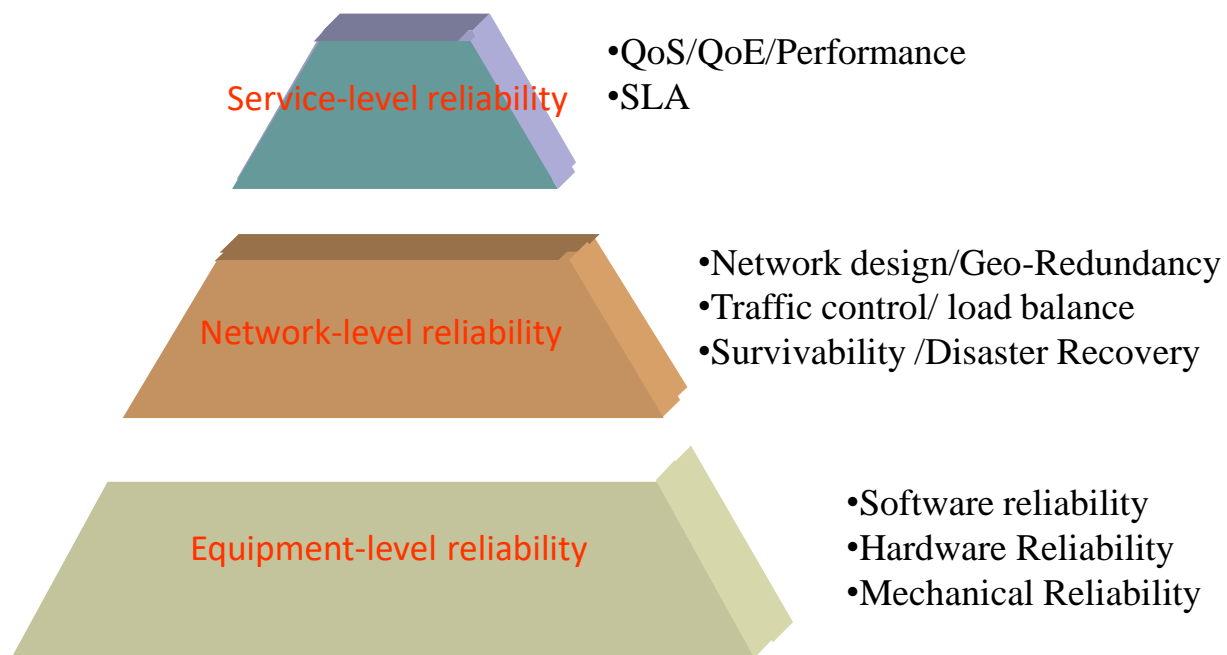 Service-level reliability
•QoS/QoE/Performance
•SLA
Network-level reliability
•Network design/Geo-Redundancy
•Traffic control/ load balance
•Survivability /Disaster Recovery
Equipment-level reliability
•Software reliability
•Hardware Reliability
•Mechanical Reliability